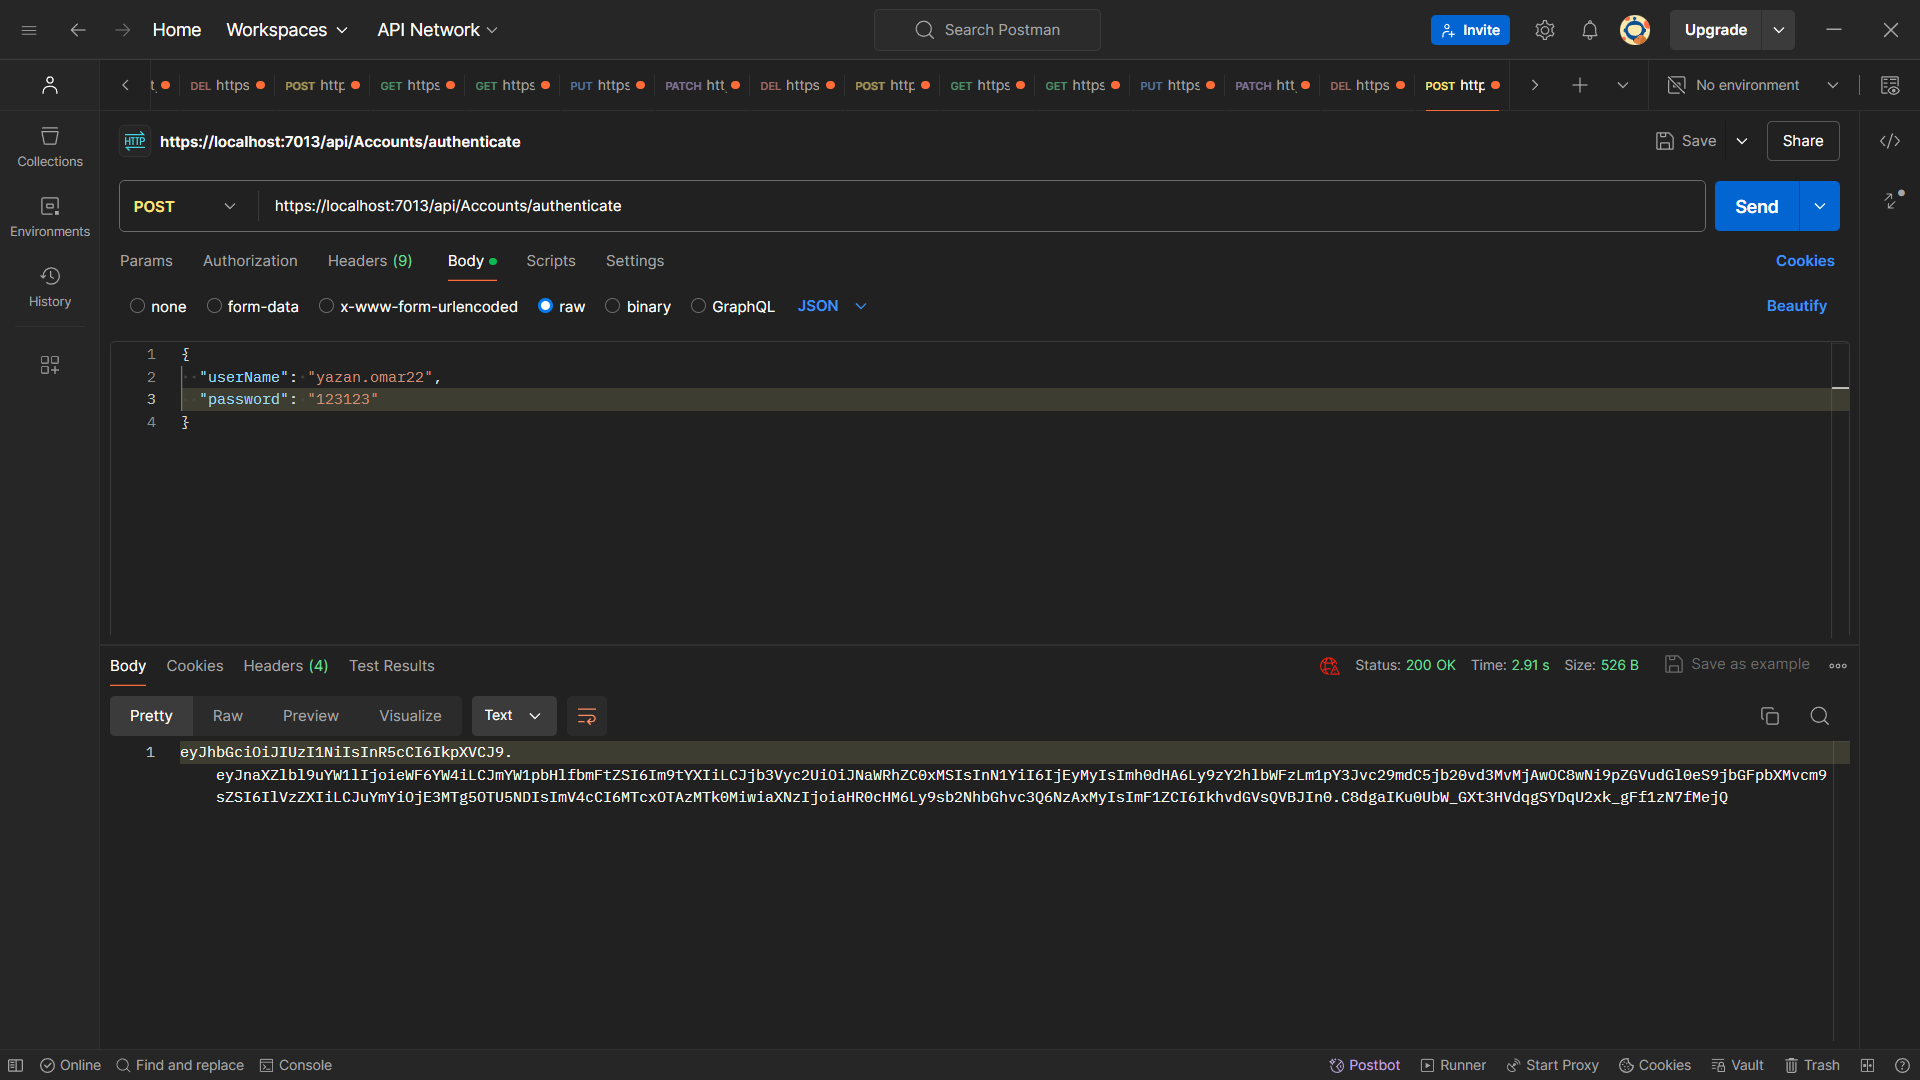 Home Workspaces API Network Search Postman Invite Upgrade
DEL https POST http GET https GET https PUT https PATCH htt DEL https POST http GET https GET https PUT https PATCH htt DEL https POST http No environment
HTTP https://localhost:7013/api/Accounts/authenticate Save Share
Collections
POST https://localhost:7013/api/Accounts/authenticate Send
Environments
Params Authorization Headers (9) Body Scripts Settings Cookies
History
none form-data x-www-form-urlencoded raw binary GraphQL JSON Beautify
1 {
2 "userName": "yazan.omar22",
3 "password": "123123"
4 }
Body Cookies Headers (4) Test Results Status: 200 OK Time: 2.91 s Size: 526 B Save as example
Pretty Raw Preview Visualize Text
1 eyJhbGciOiJIUzI1NiIsInR5cCI6IkpXVCJ9.
eyJnaXZlbl9uYW1lIjoieWF6YW4iLCJmYW1pbHlfbmFtZSI6Im9tYXIiLCJjb3Vyc2UiOiJNaWRhZC0xMSIsInN1YiI6IjEyMyIsImh0dHA6Ly9zY2hlbWFzLm1pY3Jvc29mdC5jb20vd3MvMjAwOC8wNi9pZGVudGl0eS9jbGFpbXMvcm9
sZSI6IlVzZXIiLCJuYmYiOjE3MTg5OTU5NDIsImV4cCI6MTcxOTAzMTk0MiwiaXNzIjoiaHR0cHM6Ly9sb2NhbGhvc3Q6NzAxMyIsImF1ZCI6IkhvdGVsQVBJIn0.C8dgaIKu0UbW_GXt3HVdqgSYDqU2xk_gFf1zN7fMejQ
Online Find and replace Console Postbot Runner Start Proxy Cookies Vault Trash